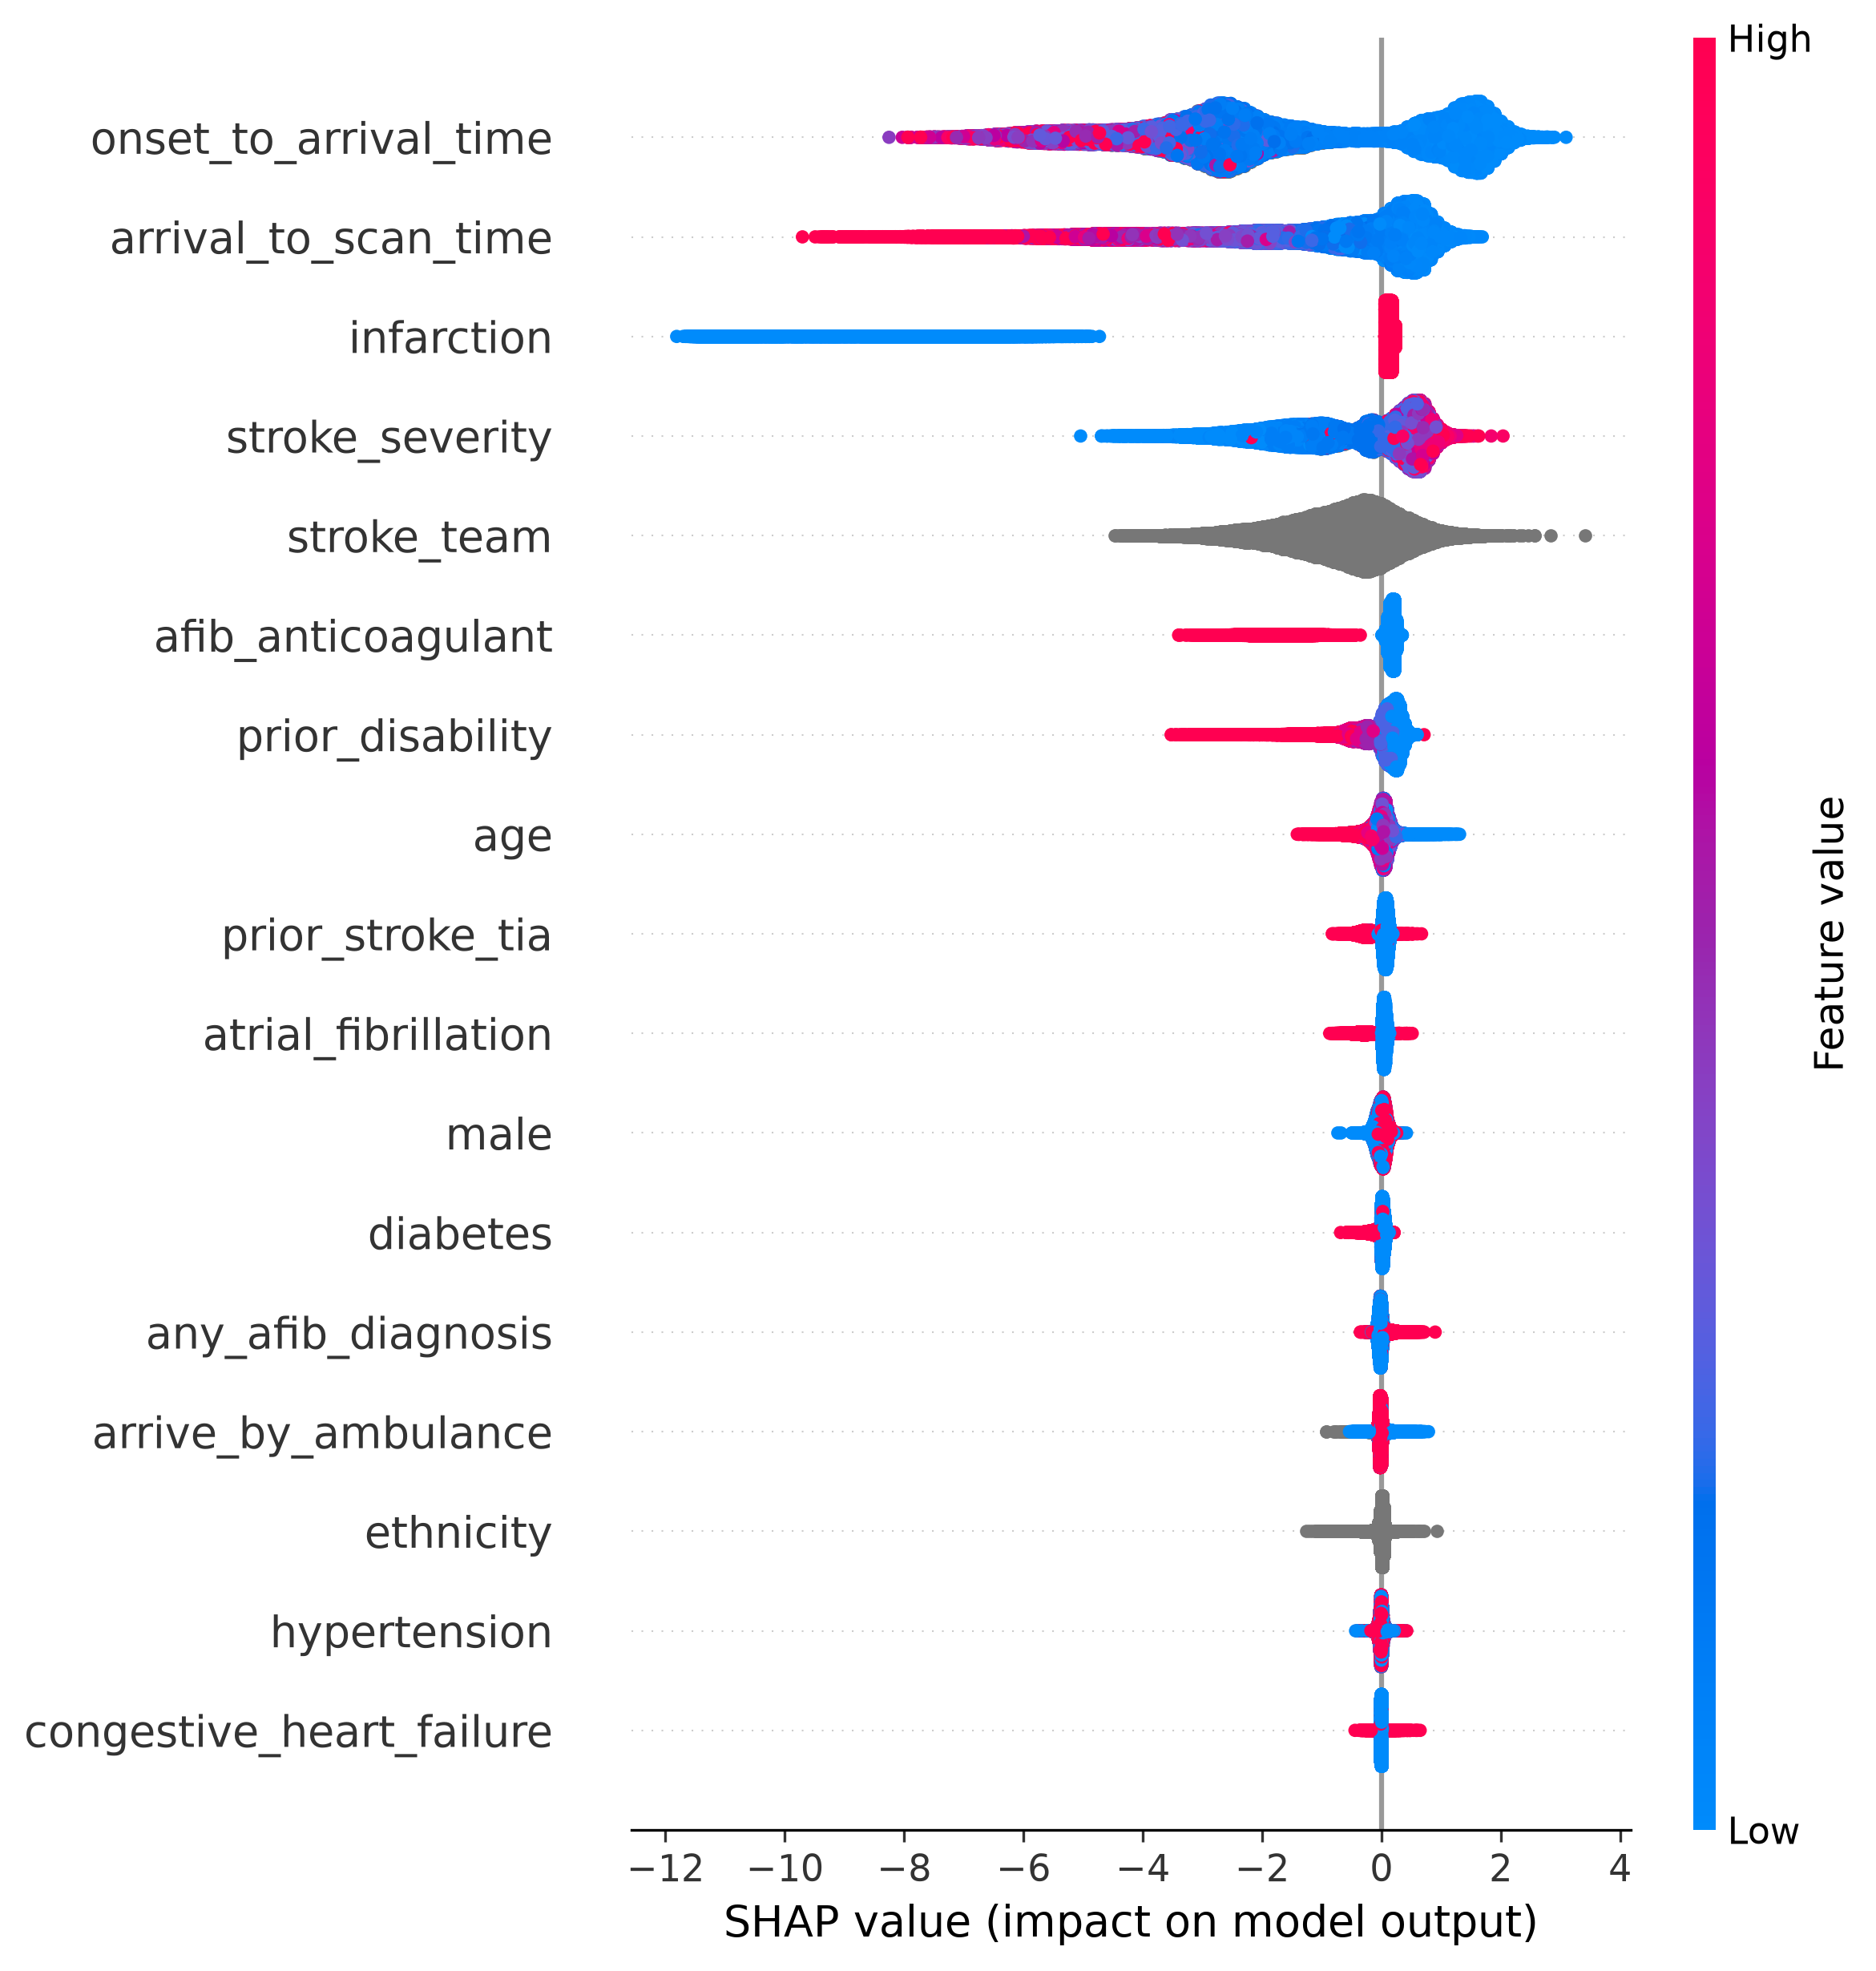 High
onset_to_arrival_time
arrival_to_scan_time
infarction
stroke_severity
stroke_team
afib_anticoagulant
prior_disability
age
prior_stroke_tia
atrial_fibrillation
male
diabetes
any_afib_diagnosis
arrive_by_ambulance
ethnicity
hypertension
congestive_heart_failure
Feature value
Low
−12 −10 −8 −6 −4 −2 0 2 4
SHAP value (impact on model output)